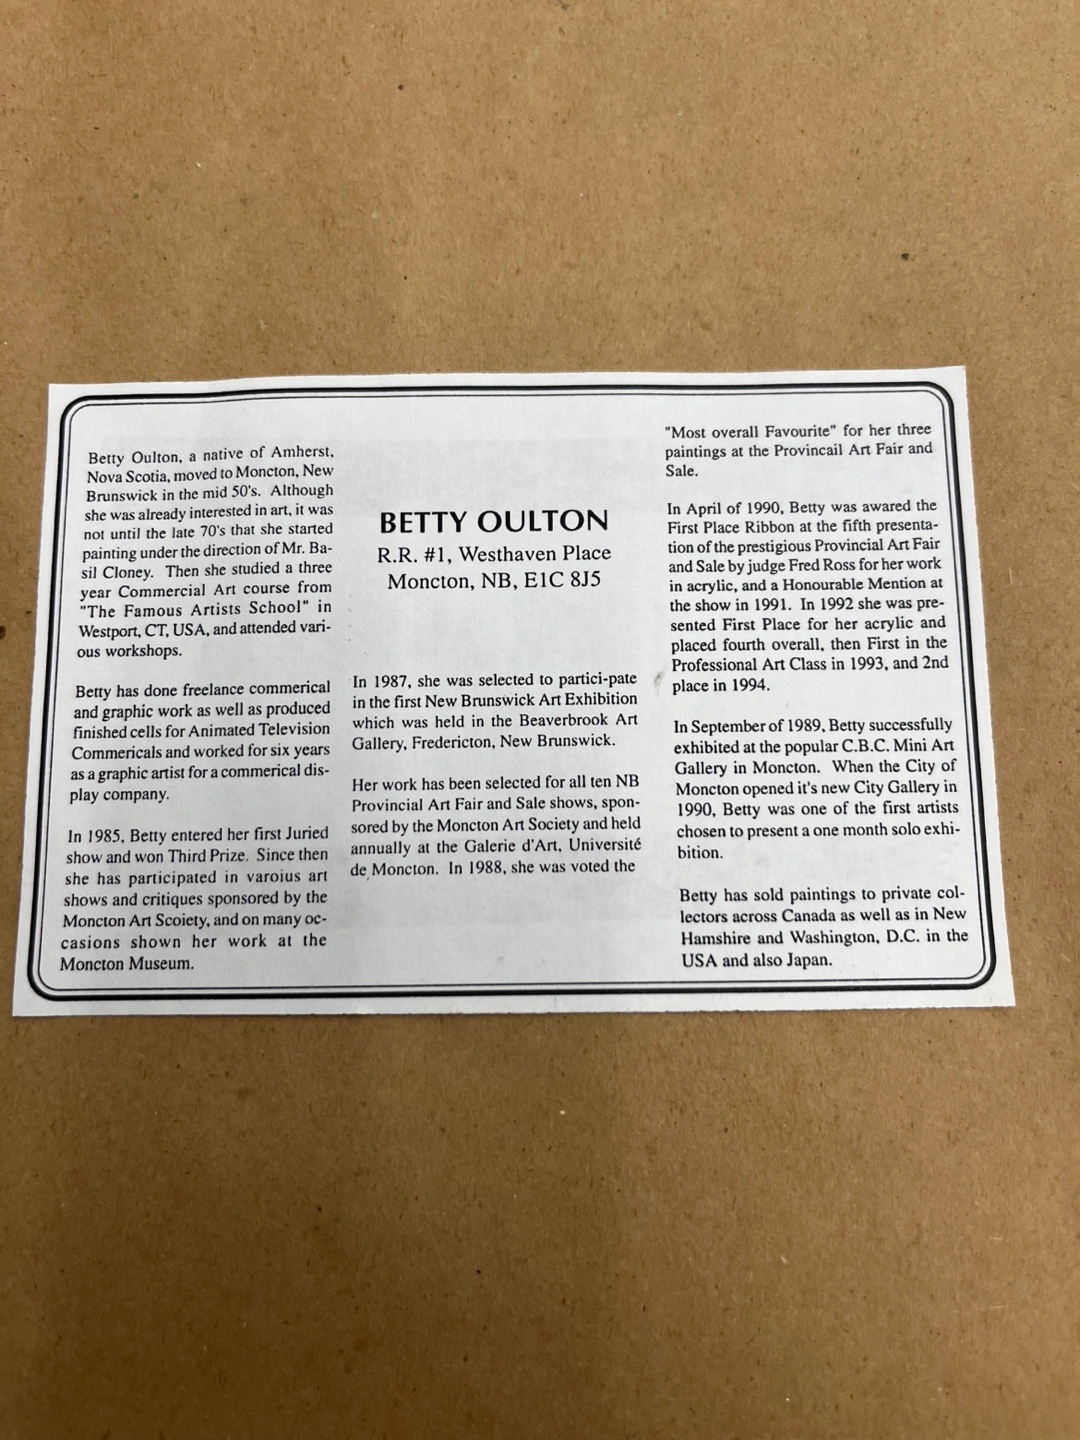 Betty Oulton, a native of Amherst,
Nova Scotia, moved to Moncton, New
Brunswick in the mid 50's. Although
she was already interested in art, it was
not until the late 70's that she started
painting under the direction of Mr. Ba-
sil Cloney. Then she studied a three
year Commercial Art course from
"The Famous Artists School" in
Westport, CT, USA, and attended vari-
ous workshops.
Betty has done freelance commerical
and graphic work as well as produced
finished cells for Animated Television
Commericals and worked for six years
as a graphic artist for a commerical dis-
play company.
In 1985, Betty entered her first Juried
show and won Third Prize. Since then
she has participated in varoius art
shows and critiques sponsored by the
Moncton Art Scoiety, and on many oc-
casions shown her work at the
Moncton Museum.
BETTY OULTON
R.R. #1, Westhaven Place
Moncton, NB, E1C 8J5
In 1987, she was selected to partici-pate
in the first New Brunswick Art Exhibition
which was held in the Beaverbrook Art
Gallery, Fredericton, New Brunswick.
Her work has been selected for all ten NB
Provincial Art Fair and Sale shows, spon-
sored by the Moncton Art Society and held
annually at the Galerie d'Art, Université
de Moncton. In 1988, she was voted the
"Most overall Favourite" for her three
paintings at the Provincail Art Fair and
Sale.
In April of 1990, Betty was awared the
First Place Ribbon at the fifth presenta-
tion of the prestigious Provincial Art Fair
and Sale by judge Fred Ross for her work
in acrylic, and a Honourable Mention at
the show in 1991. In 1992 she was pre-
sented First Place for her acrylic and
placed fourth overall, then First in the
Professional Art Class in 1993, and 2nd
place in 1994.
In September of 1989, Betty successfully
exhibited at the popular C.B.C. Mini Art
Gallery in Moncton. When the City of
Moncton opened it's new City Gallery in
1990, Betty was one of the first artists
chosen to present a one month solo exhi-
bition.
Betty has sold paintings to private col-
lectors across Canada as well as in New
Hamshire and Washington, D.C. in the
USA and also Japan.